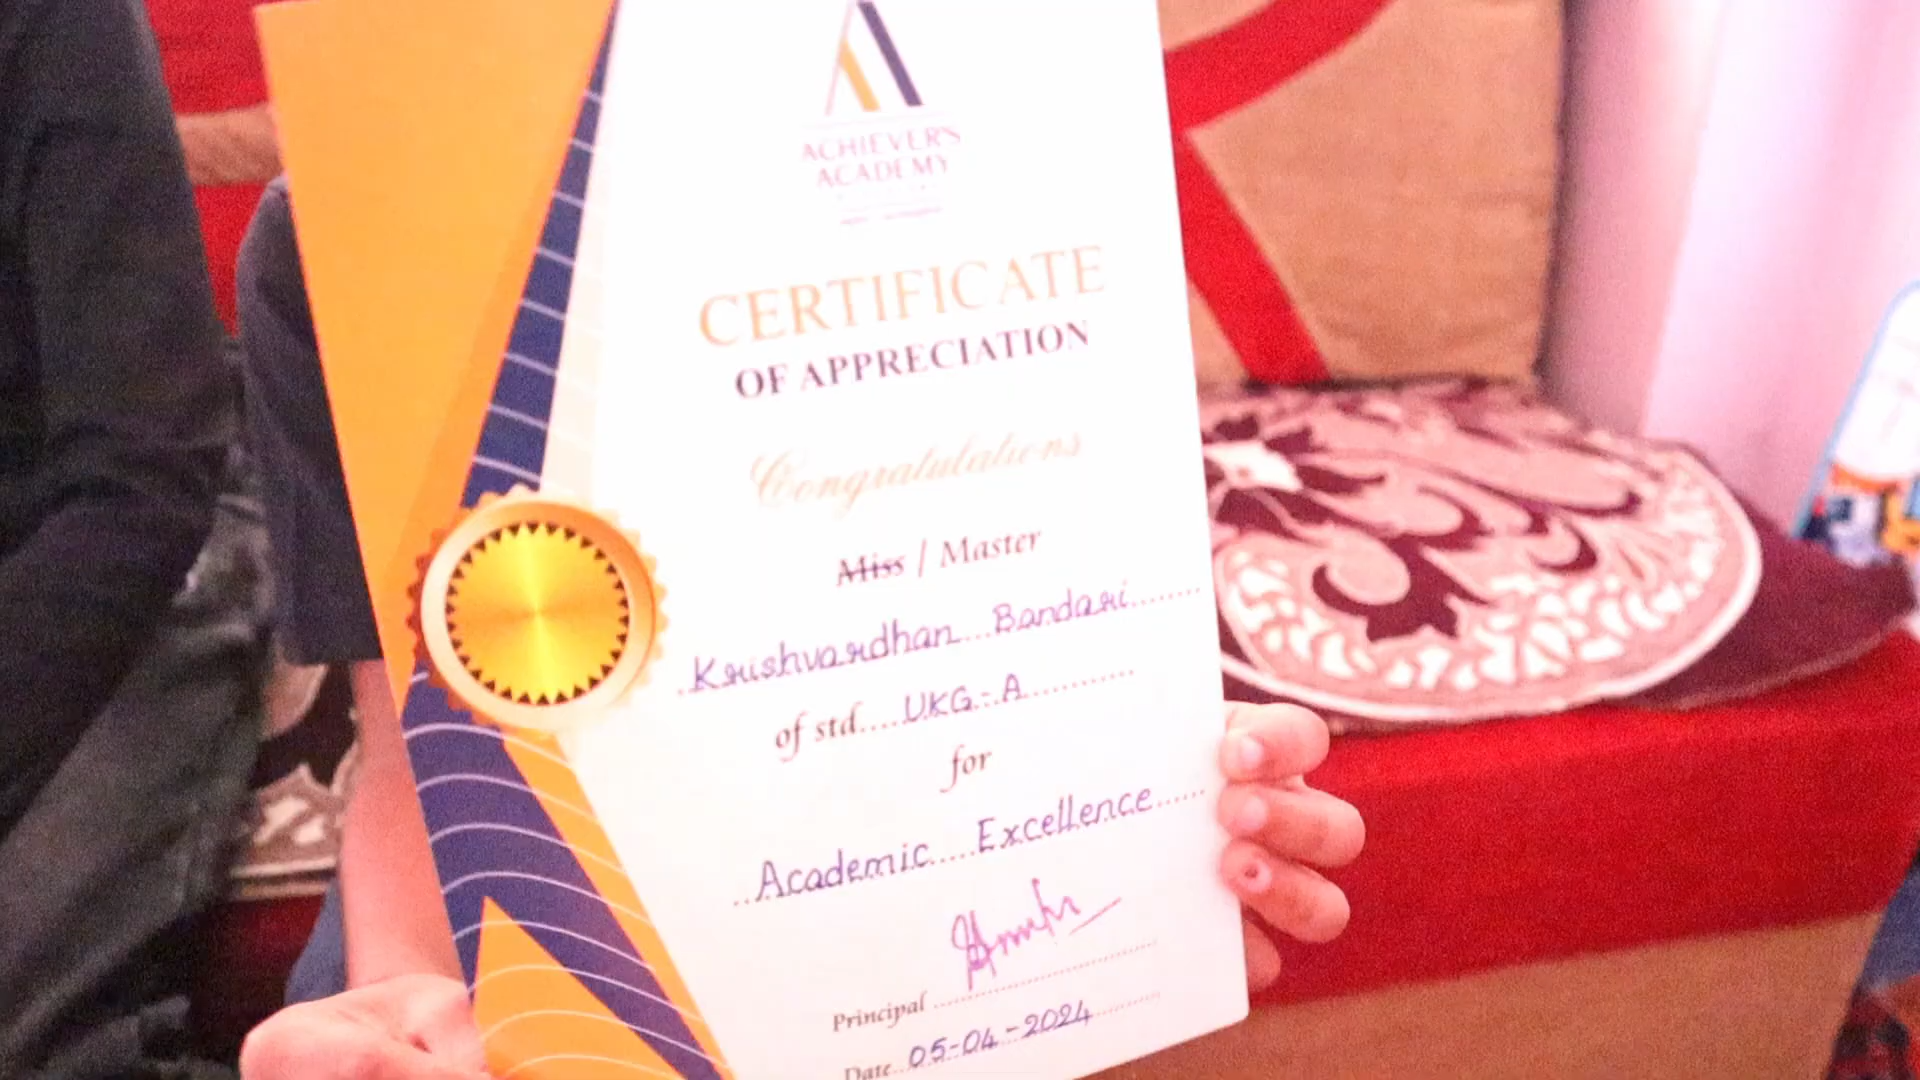 ACHIEVER'S
ACADEMY
CERTIFICATE
OF APPRECIATION
Congratulations
Miss / Master
Krishvardhan Bandari
of std.... UKG-A
for
Academic Excellence
Principal
Date.. 05-04-2024